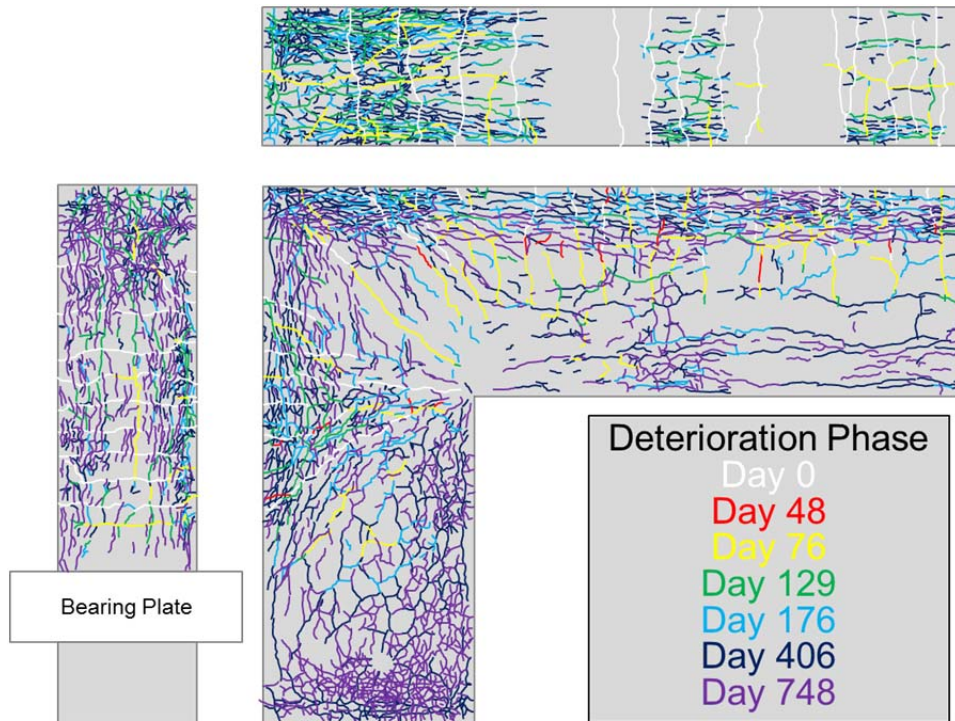 Bearing Plate
Deterioration Phase
Day 0
Day 48
Day 76
Day 129
Day 176
Day 406
Day 748